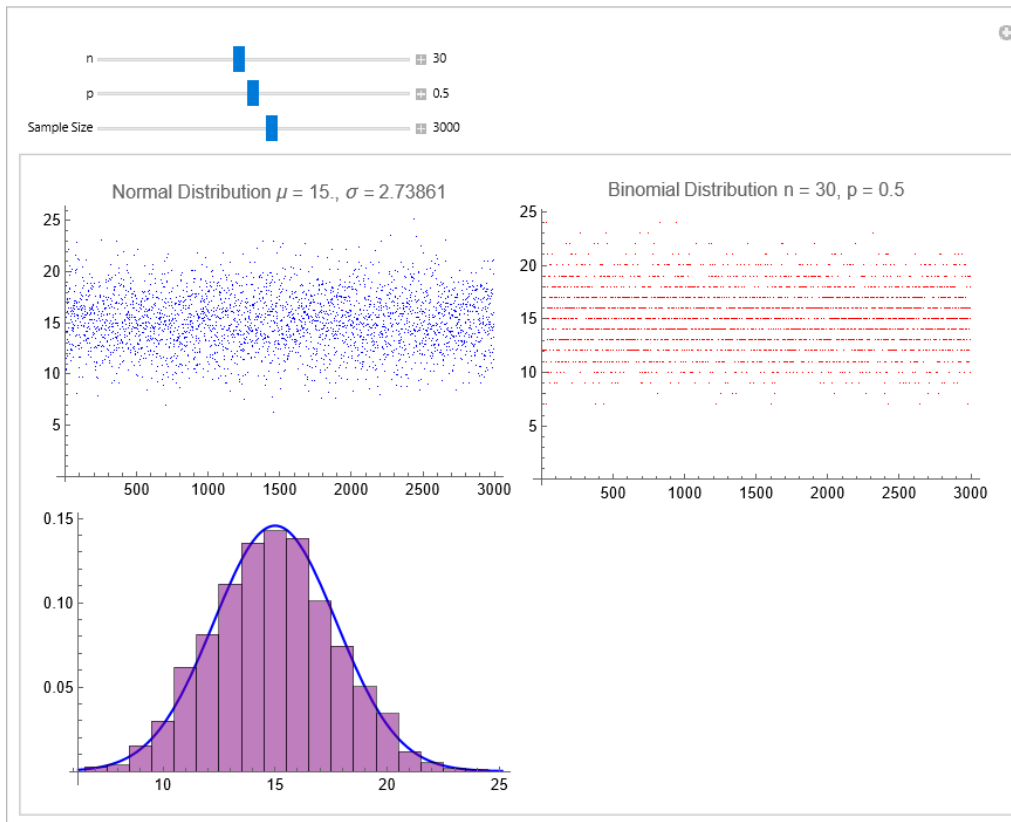 n 30
p 0.5
Sample Size 3000
Normal Distribution μ = 15., σ = 2.73861
25
20
15
10
5
500 1000 1500 2000 2500 3000
Binomial Distribution n = 30, p = 0.5
25
20
15
10
5
500 1000 1500 2000 2500 3000
0.15
0.10
0.05
10 15 20 25